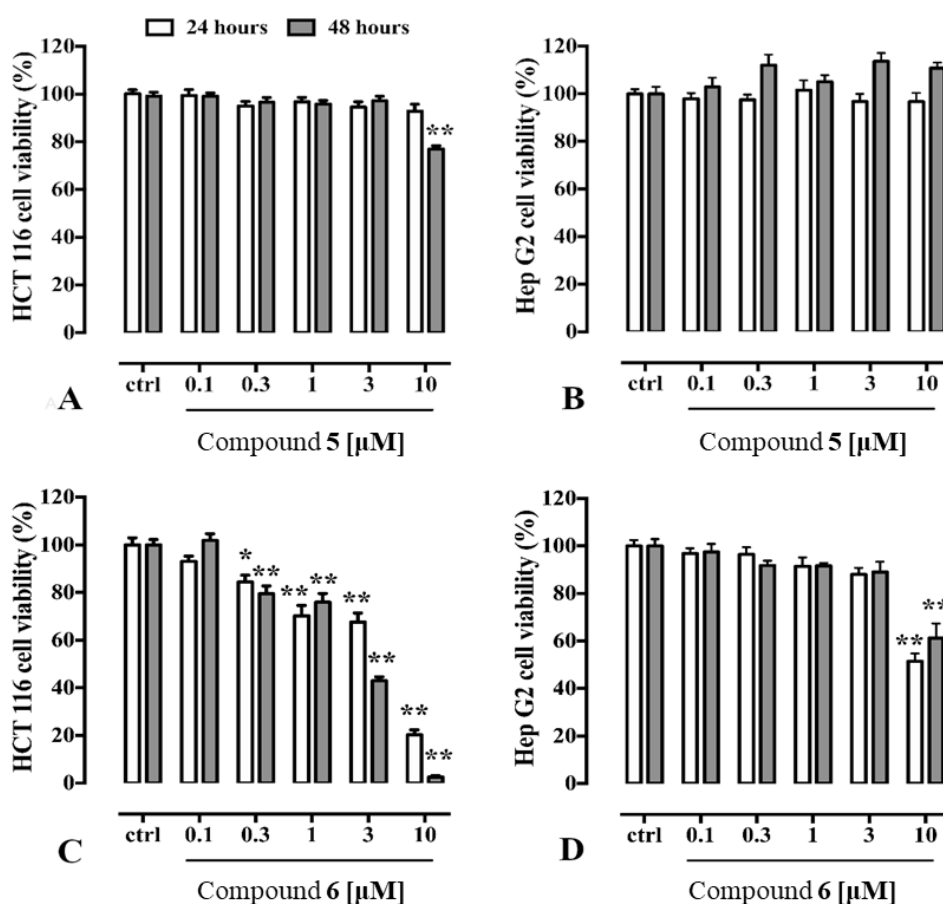 24 hours 48 hours
HCT 116 cell viability (%)
120
100
80
60
40
20
0
**
ctrl 0.1 0.3 1 3 10
A
Compound 5 [µM]
Hep G2 cell viability (%)
120
100
80
60
40
20
0
ctrl 0.1 0.3 1 3 10
B
Compound 5 [µM]
HCT 116 cell viability (%)
120
100
80
60
40
20
0
* ** ** ** ** ** ** **
ctrl 0.1 0.3 1 3 10
C
Compound 6 [µM]
Hep G2 cell viability (%)
120
100
80
60
40
20
0
** **
ctrl 0.1 0.3 1 3 10
D
Compound 6 [µM]